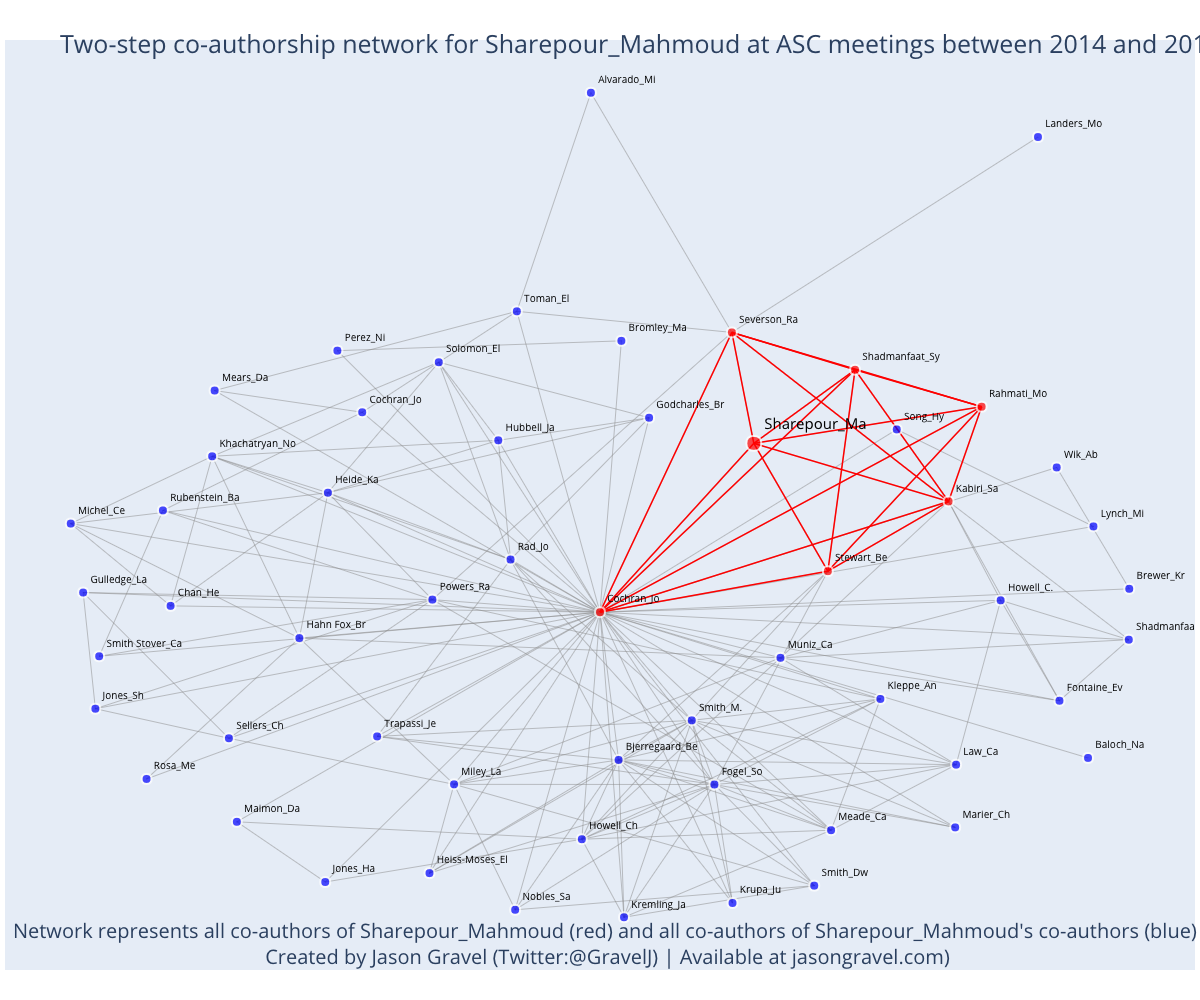 Two-step co-authorship network for Sharepour_Mahmoud at ASC meetings between 2014 and 201
Alvarado_Mi
Landers_Mo
Toman_El
Severson_Ra
Bromley_Ma
Perez_Ni
Solomon_El
Shadmanfaat_Sy
Mears_Da
Rahmati_Mo
Cochran_Jo
Godcharles_Br
Song_Hy
Sharepour_Ma
Hubbell_Ja
Khachatryan_No
Wik_Ab
Heide_Ka
Kabiri_Sa
Rubenstein_Ba
Michel_Ce
Lynch_Mi
Rad_Jo
Stewart_Be
Gulledge_La
Brewer_Kr
Powers_Ra
Howell_C.
Chan_He
Cochran_Jo
Hahn Fox_Br
Shadmanfaa
Smith Stover_Ca
Muniz_Ca
Kleppe_An
Fontaine_Ev
Jones_Sh
Smith_M.
Trapassi_Je
Sellers_Ch
Bjerregaard_Be
Baloch_Na
Law_Ca
Rosa_Me
Miley_La
Fogel_So
Maimon_Da
Marier_Ch
Meade_Ca
Howell_Ch
Heiss-Moses_El
Jones_Ha
Smith_Dw
Krupa_Ju
Nobles_Sa
Kremling_Ja
Network represents all co-authors of Sharepour_Mahmoud (red) and all co-authors of Sharepour_Mahmoud's co-authors (blue)
Created by Jason Gravel (Twitter:@GravelJ) | Available at jasongravel.com)